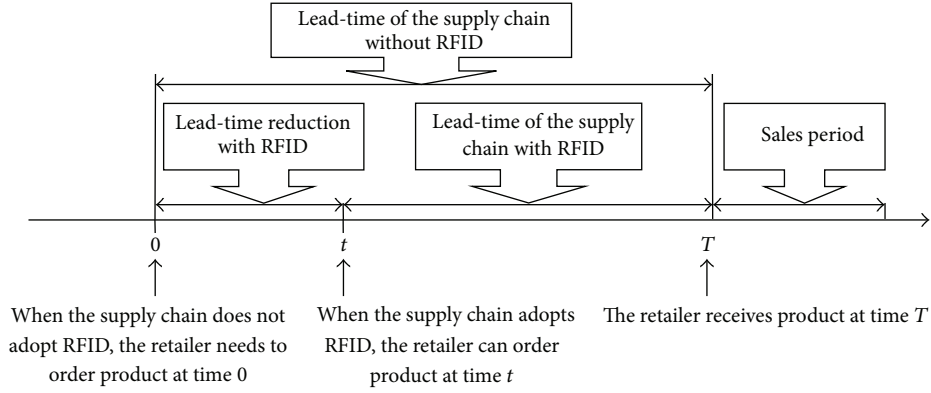 Lead-time of the supply chain
without RFID
Lead-time reduction
with RFID
Lead-time of the supply
chain with RFID
Sales period
0
t
T
When the supply chain does not
adopt RFID, the retailer needs to
order product at time 0
When the supply chain adopts
RFID, the retailer can order
product at time t
The retailer receives product at time T